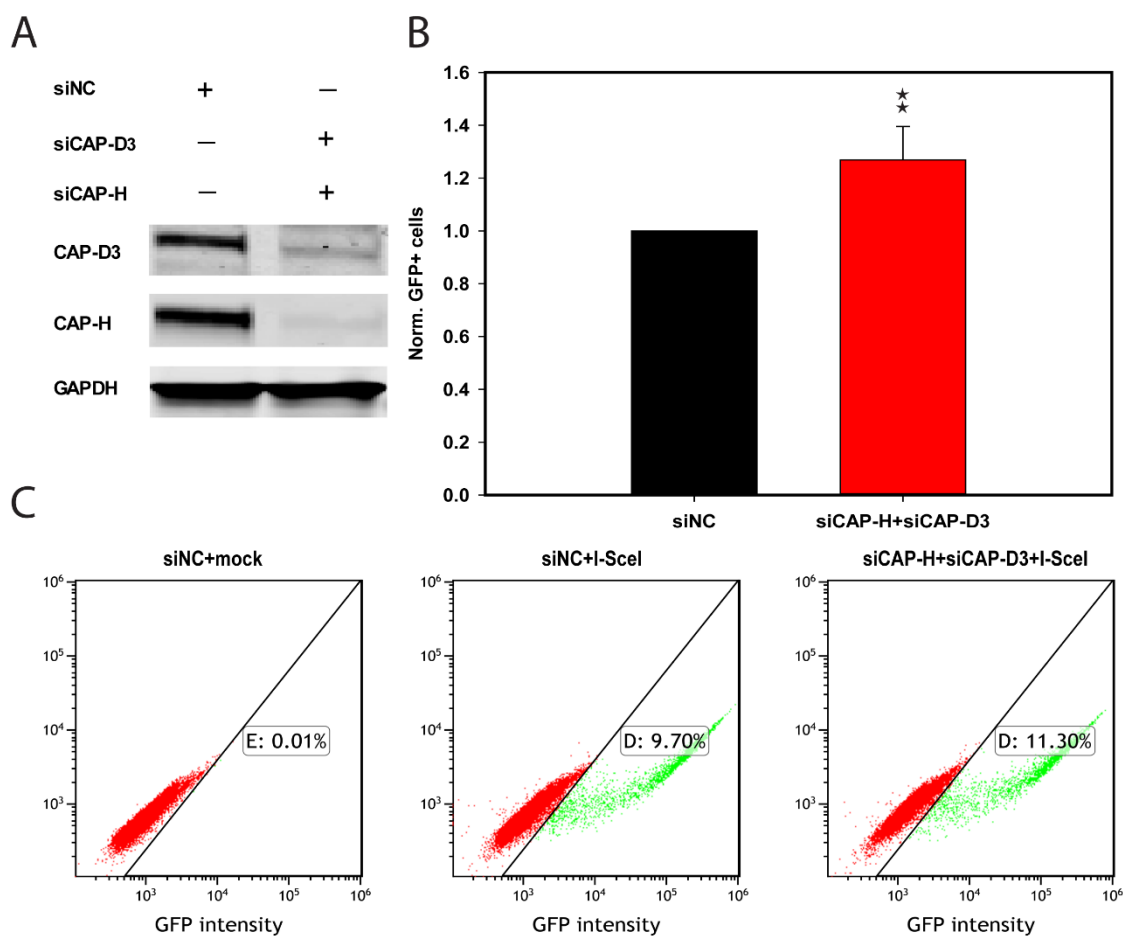 A
siNC + —
siCAP-D3 — +
siCAP-H — +
CAP-D3
CAP-H
GAPDH
B
1.6
1.4
1.2
1.0
0.8
0.6
0.4
0.2
0.0
Norm. GFP+ cells
★
★
siNC siCAP-H+siCAP-D3
C
siNC+mock
10⁶
10⁵
10⁴
10³
E: 0.01%
10³ 10⁴ 10⁵ 10⁶
GFP intensity
siNC+I-SceI
10⁶
10⁵
10⁴
10³
D: 9.70%
10³ 10⁴ 10⁵ 10⁶
GFP intensity
siCAP-H+siCAP-D3+I-SceI
10⁶
10⁵
10⁴
10³
D: 11.30%
10³ 10⁴ 10⁵ 10⁶
GFP intensity